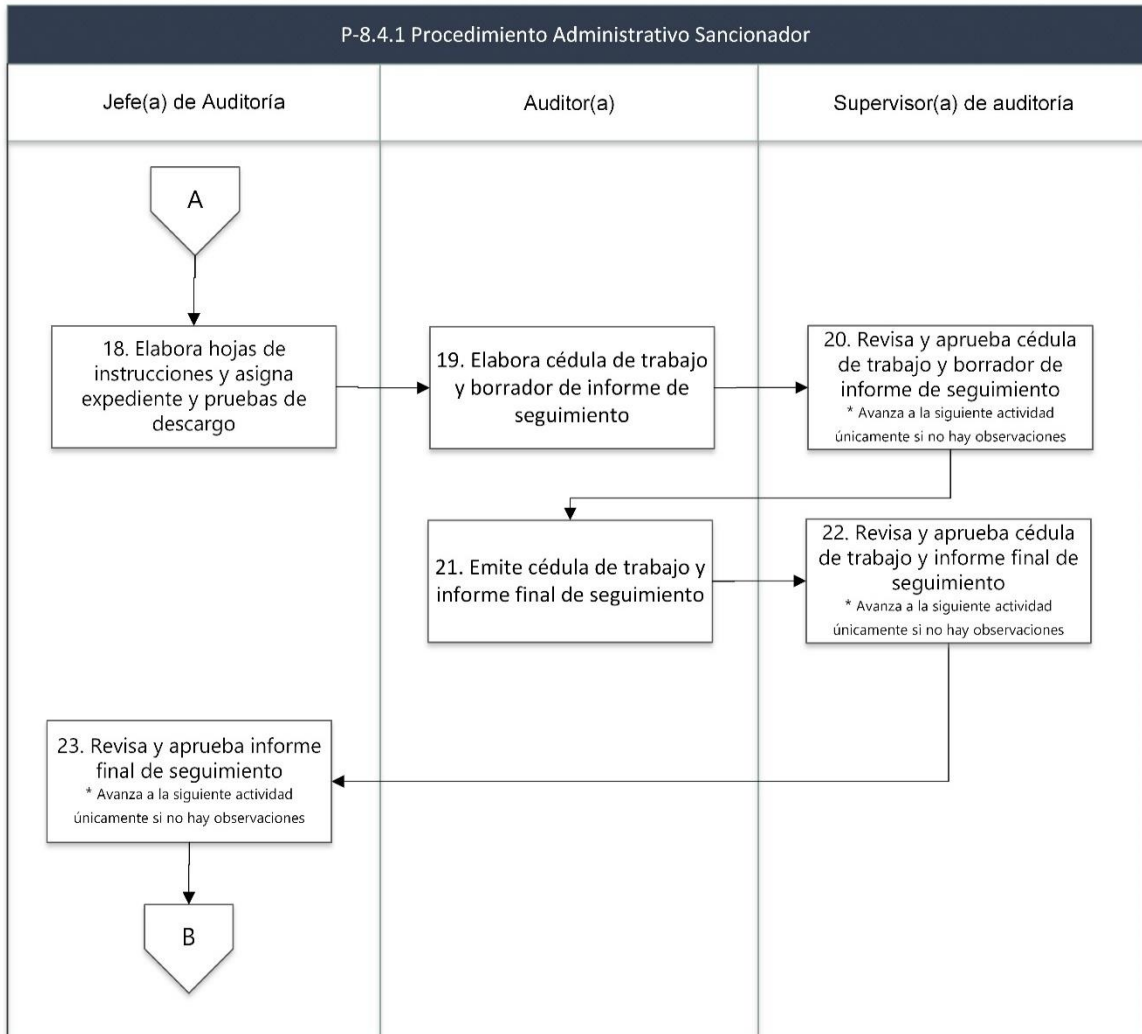 P-8.4.1 Procedimiento Administrativo Sancionador
Jefe(a) de Auditoría
Auditor(a)
Supervisor(a) de auditoría
A
18. Elabora hojas de
instrucciones y asigna
expediente y pruebas de
descargo
19. Elabora cédula de trabajo
y borrador de informe de
seguimiento
20. Revisa y aprueba cédula
de trabajo y borrador de
informe de seguimiento
* Avanza a la siguiente actividad
únicamente si no hay observaciones
21. Emite cédula de trabajo y
informe final de seguimiento
22. Revisa y aprueba cédula
de trabajo y informe final de
seguimiento
* Avanza a la siguiente actividad
únicamente si no hay observaciones
23. Revisa y aprueba informe
final de seguimiento
* Avanza a la siguiente actividad
únicamente si no hay observaciones
B